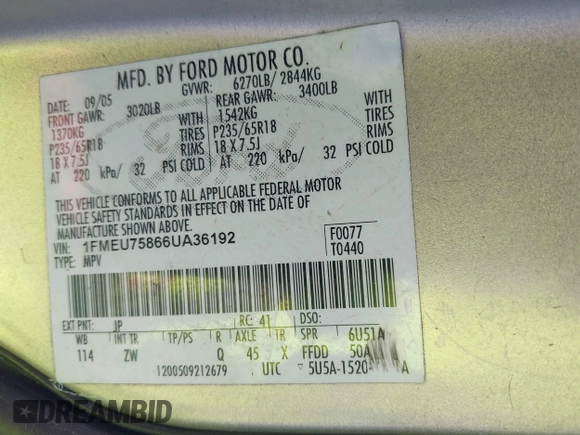 MFD. BY FORD MOTOR CO.
DATE: 09/05 GVWR: 6270LB/ 2844KG
FRONT GAWR: 3020LB REAR GAWR: 3400LB
1370KG WITH 1542KG WITH
P235/65R18 TIRES P235/65R18 TIRES
18 X 7.5J RIMS 18 X 7.5J RIMS
AT 220 kPa/ 32 PSI COLD AT 220 kPa/ 32 PSI COLD
THIS VEHICLE CONFORMS TO ALL APPLICABLE FEDERAL MOTOR
VEHICLE SAFETY STANDARDS IN EFFECT ON THE DATE OF
MANUFACTURE SHOWN ABOVE.
VIN: 1FMEU75866UA36192 F0077
TYPE: MPV T0440
EXT PNT: JP RC: 41 DSO:
WB INT TR TP/PS R AXLE TR SPR 6U51A
114 ZW Q 45 X FFDD 50A
1200509212679 UTC
DREAMBID